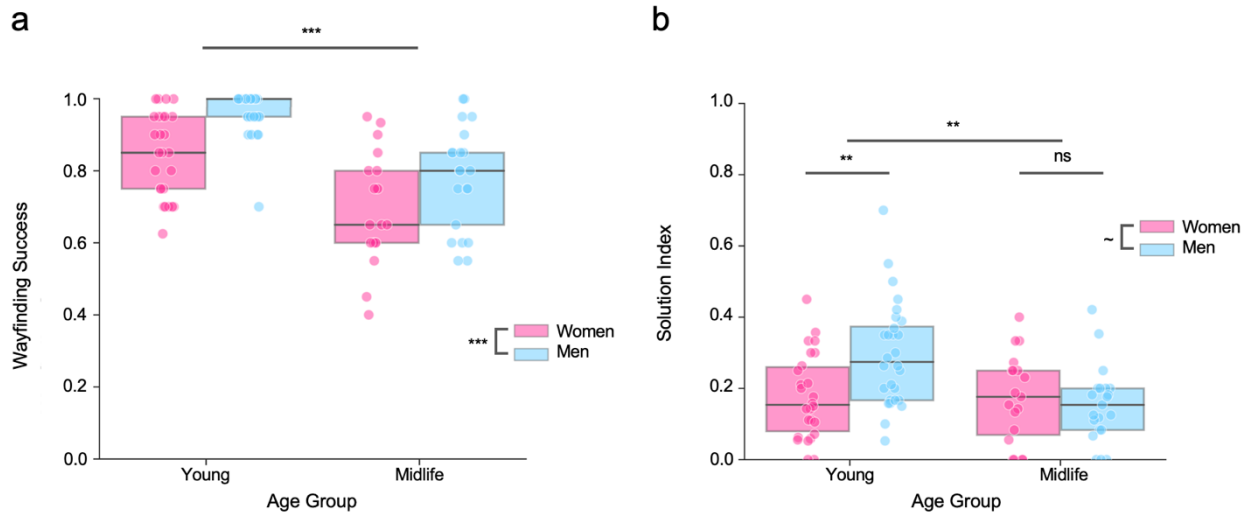 a
***
Wayfinding Success
1.0
0.8
0.6
0.4
0.2
0.0
Women
Men
***
Young
Midlife
Age Group
b
**
**
ns
Solution Index
1.0
0.8
0.6
0.4
0.2
0.0
Women
Men
~
Young
Midlife
Age Group